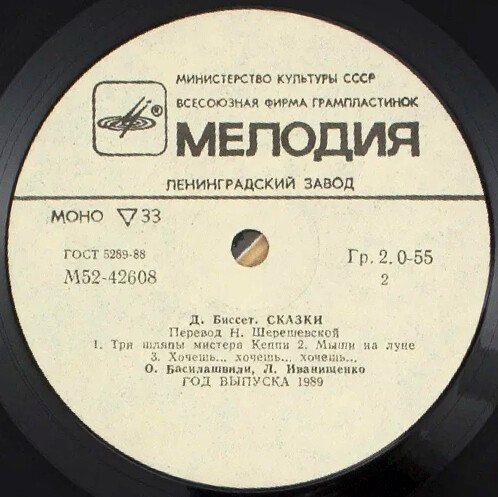 МИНИСТЕРСТВО КУЛЬТУРЫ СССР
ВСЕСОЮЗНАЯ ФИРМА ГРАМПЛАСТИНОК
®
МЕЛОДИЯ
ЛЕНИНГРАДСКИЙ ЗАВОД
МОНО ▽33
ГОСТ 5289-88
М52-42608
Гр. 2. 0-55
2
Д. Биссет. СКАЗКИ
Перевод Н. Шерешевской
1. Три шляпы мистера Кеппи 2. Мыши на луне
3. Хочешь... хочешь... хочешь...
О. Басилашвили, Л. Иванищенко
ГОД ВЫПУСКА 1989